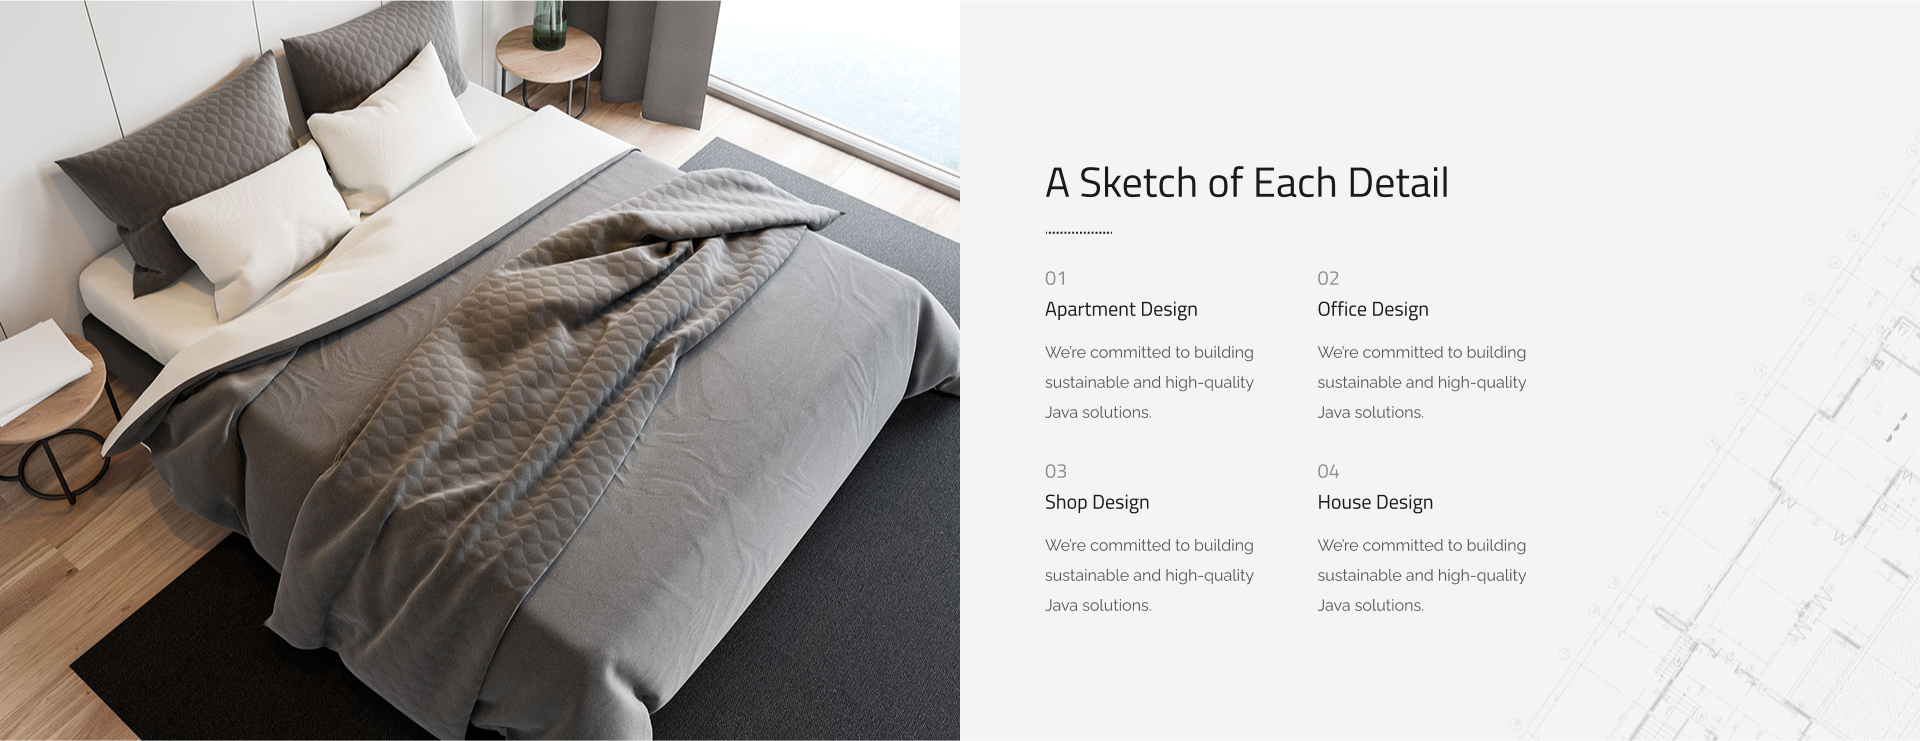 A Sketch of Each Detail
01
Apartment Design
We're committed to building
sustainable and high-quality
Java solutions.
02
Office Design
We're committed to building
sustainable and high-quality
Java solutions.
03
Shop Design
We're committed to building
sustainable and high-quality
Java solutions.
04
House Design
We're committed to building
sustainable and high-quality
Java solutions.